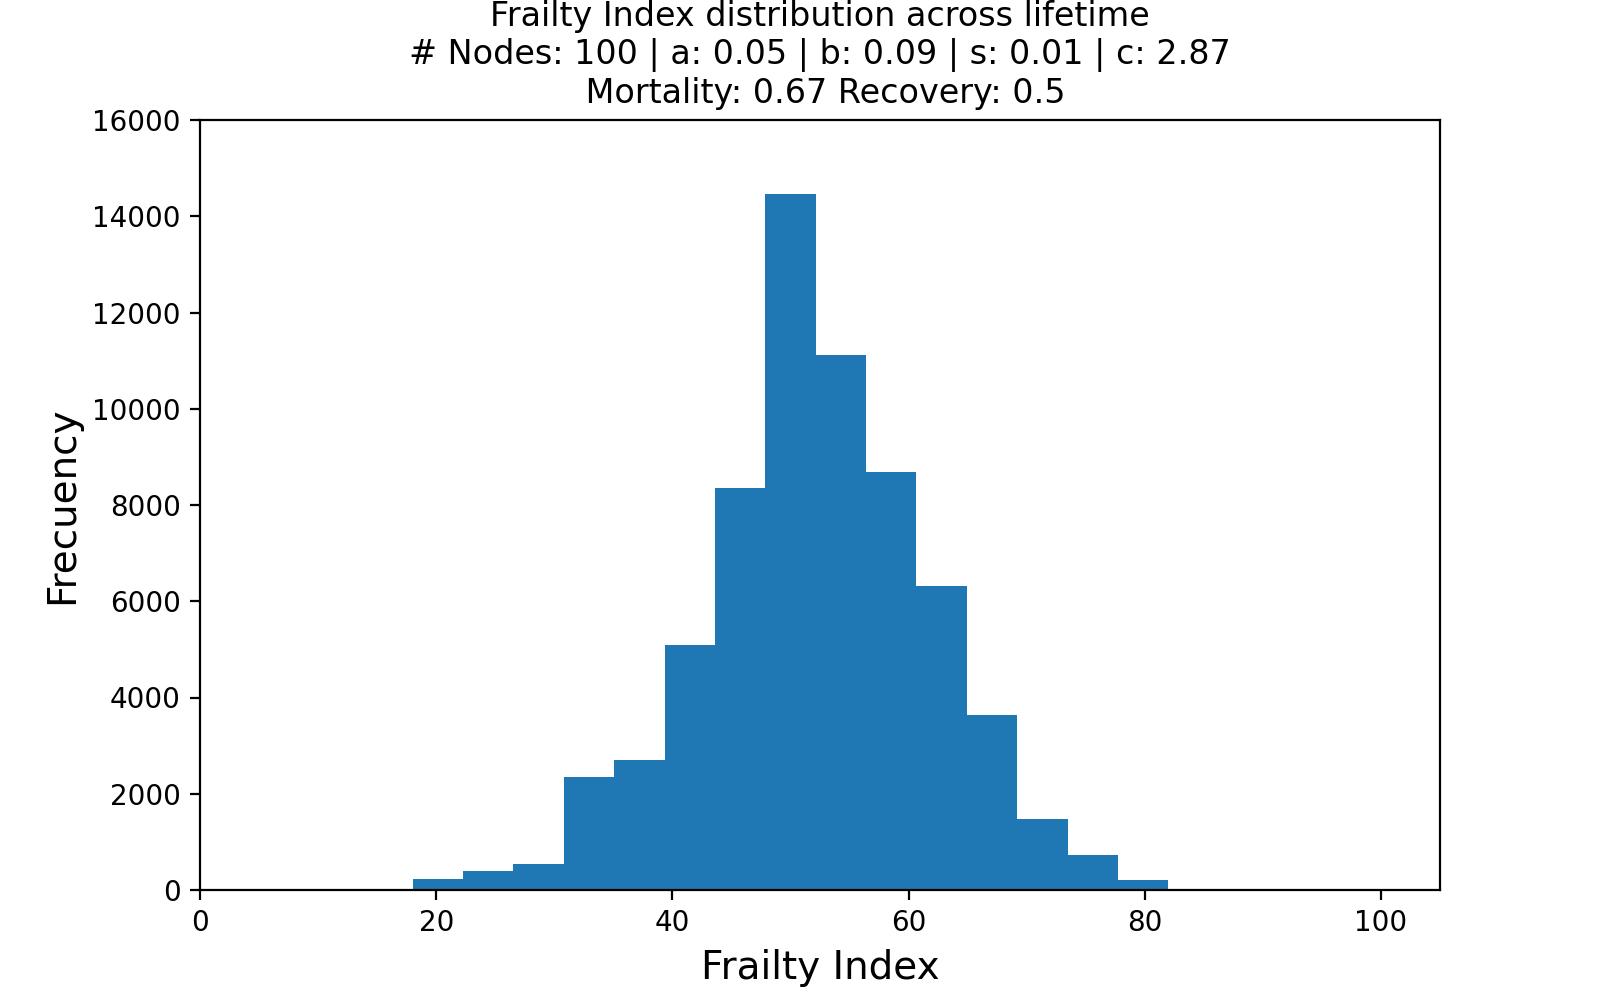 Frailty Index distribution across lifetime
# Nodes: 100 | a: 0.05 | b: 0.09 | s: 0.01 | c: 2.87
Mortality: 0.67 Recovery: 0.5
16000
14000
12000
10000
8000
6000
4000
2000
0
Frecuency
0 20 40 60 80 100
Frailty Index